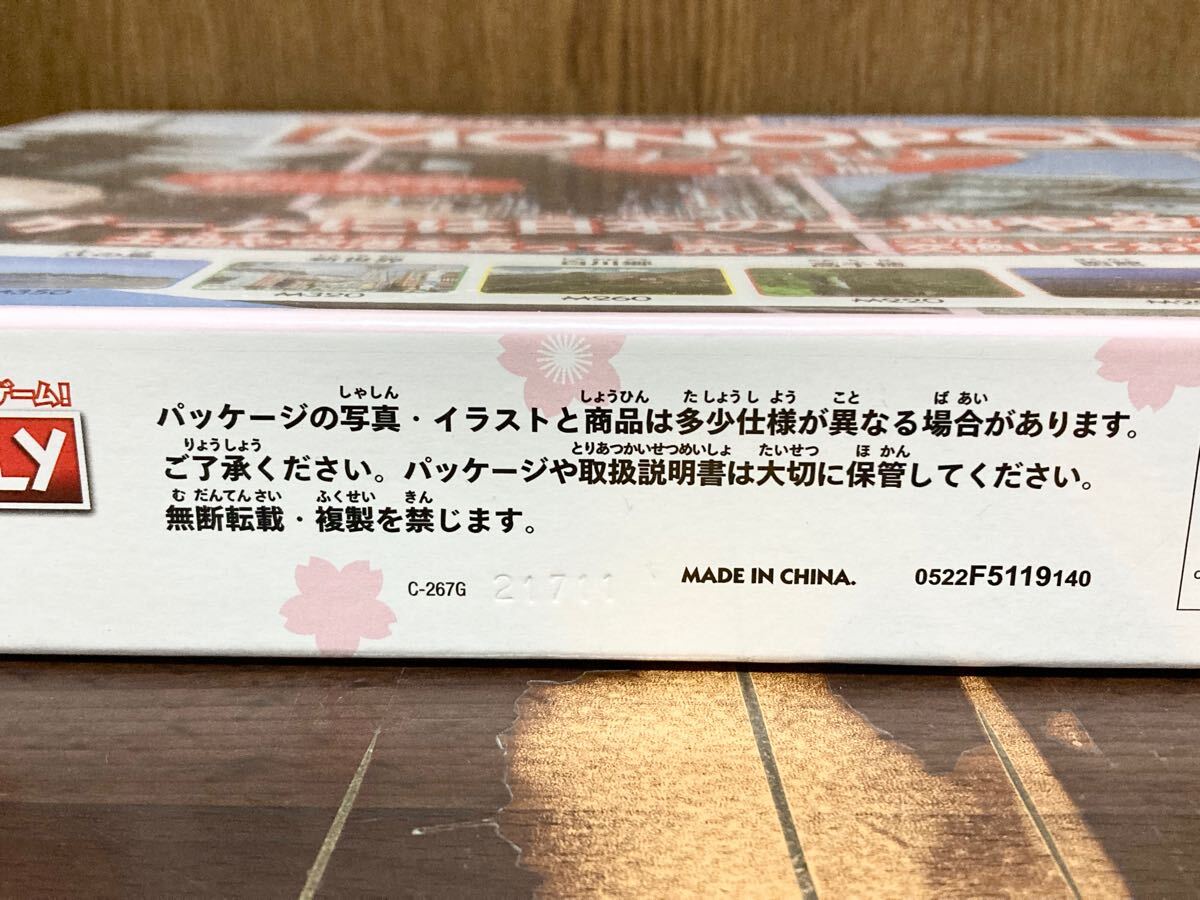 MONOPOL
M320
M260
M220
ゲーム!
LY
しゃしん しょうひん たしょうしよう こと ばあい
パッケージの写真・イラストと商品は多少仕様が異なる場合があります。
りょうしょう とりあつかいせつめいしょ たいせつ ほかん
ご了承ください。パッケージや取扱説明書は大切に保管してください。
むだんてんさい ふくせい きん
無断転載・複製を禁じます。
C-267G 21711 MADE IN CHINA. 0522F5119140